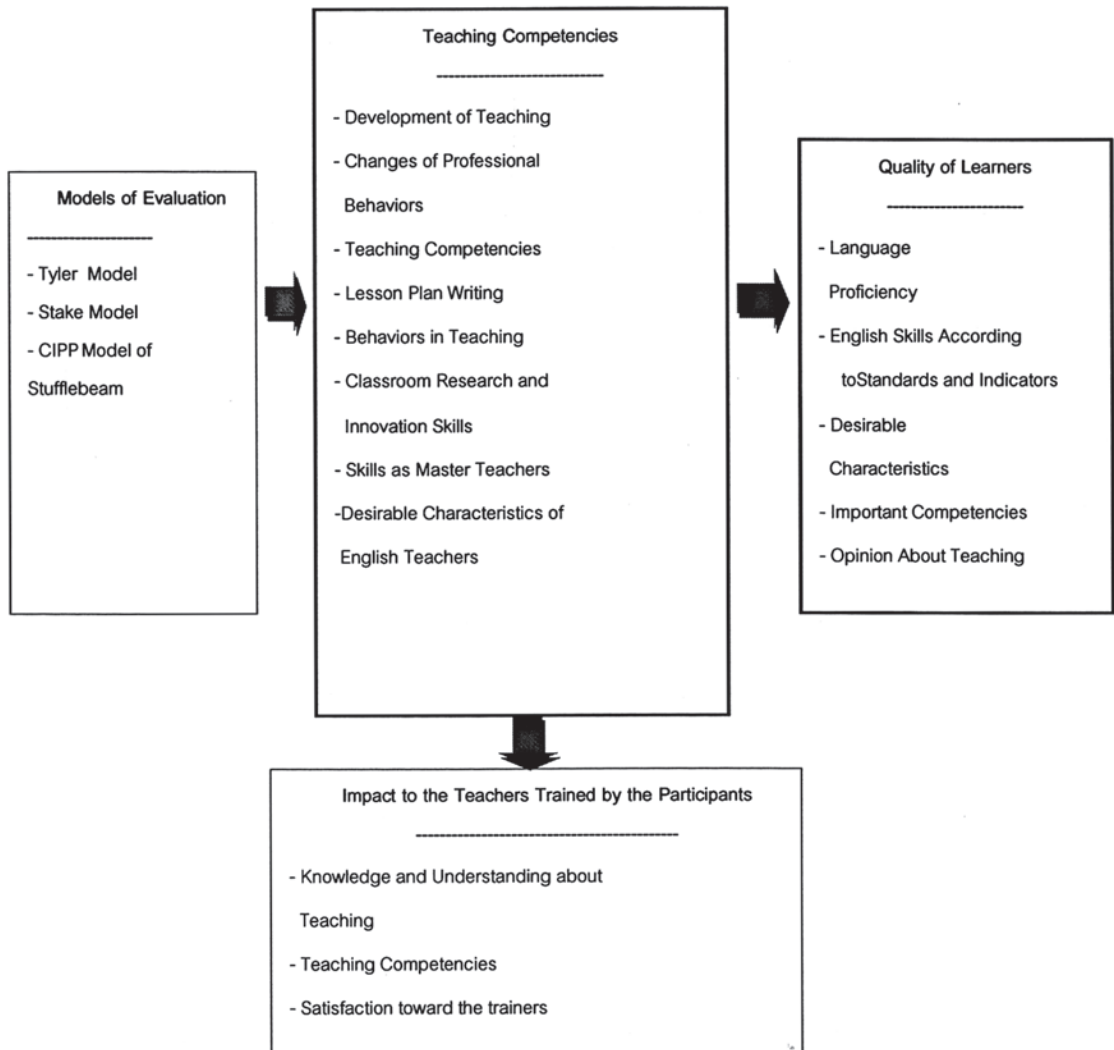 Models of Evaluation
- Tyler Model
- Stake Model
- CIPP Model of
Stufflebeam
Teaching Competencies
- Development of Teaching
- Changes of Professional
Behaviors
- Teaching Competencies
- Lesson Plan Writing
- Behaviors in Teaching
- Classroom Research and
Innovation Skills
- Skills as Master Teachers
-Desirable Characteristics of
English Teachers
Quality of Learners
- Language
Proficiency
- English Skills According
toStandards and Indicators
- Desirable
Characteristics
- Important Competencies
- Opinion About Teaching
Impact to the Teachers Trained by the Participants
- Knowledge and Understanding about
Teaching
- Teaching Competencies
- Satisfaction toward the trainers